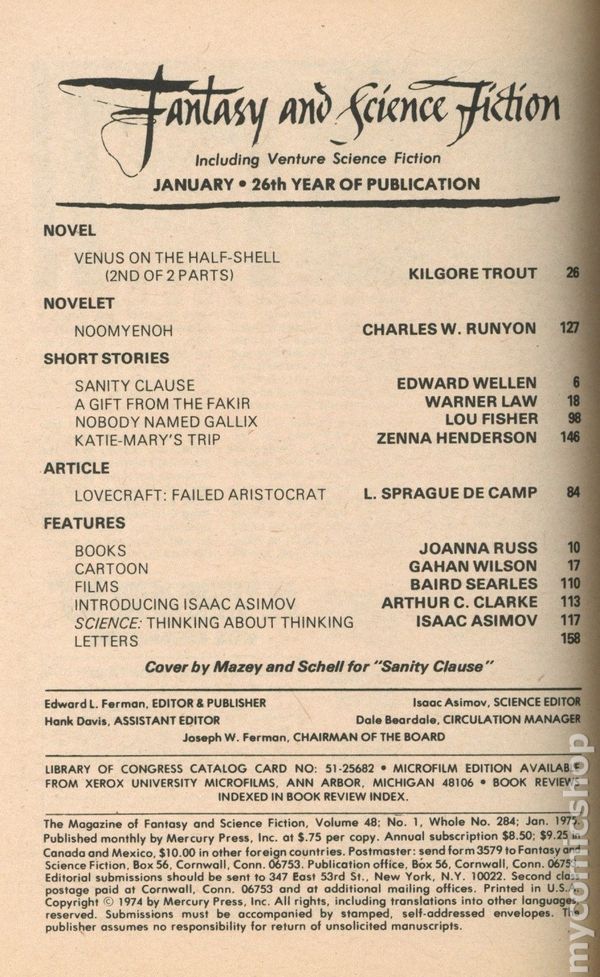 Fantasy and Science Fiction
Including Venture Science Fiction
JANUARY • 26th YEAR OF PUBLICATION
NOVEL
VENUS ON THE HALF-SHELL
(2ND OF 2 PARTS) KILGORE TROUT 26
NOVELET
NOOMYENOH CHARLES W. RUNYON 127
SHORT STORIES
SANITY CLAUSE EDWARD WELLEN 6
A GIFT FROM THE FAKIR WARNER LAW 18
NOBODY NAMED GALLIX LOU FISHER 98
KATIE-MARY'S TRIP ZENNA HENDERSON 146
ARTICLE
LOVECRAFT: FAILED ARISTOCRAT L. SPRAGUE DE CAMP 84
FEATURES
BOOKS JOANNA RUSS 10
CARTOON GAHAN WILSON 17
FILMS BAIRD SEARLES 110
INTRODUCING ISAAC ASIMOV ARTHUR C. CLARKE 113
SCIENCE: THINKING ABOUT THINKING ISAAC ASIMOV 117
LETTERS 158
Cover by Mazey and Schell for "Sanity Clause"
Edward L. Ferman, EDITOR & PUBLISHER Isaac Asimov, SCIENCE EDITOR
Hank Davis, ASSISTANT EDITOR Dale Beardale, CIRCULATION MANAGER
Joseph W. Ferman, CHAIRMAN OF THE BOARD
LIBRARY OF CONGRESS CATALOG CARD NO: 51-25682 • MICROFILM EDITION AVAILABLE
FROM XEROX UNIVERSITY MICROFILMS, ANN ARBOR, MICHIGAN 48106 • BOOK REVIEWS
INDEXED IN BOOK REVIEW INDEX.
The Magazine of Fantasy and Science Fiction, Volume 48; No. 1, Whole No. 284; Jan. 1975.
Published monthly by Mercury Press, Inc. at $.75 per copy. Annual subscription $8.50; $9.25 in
Canada and Mexico, $10.00 in other foreign countries. Postmaster: send form 3579 to Fantasy and
Science Fiction, Box 56, Cornwall, Conn. 06753. Publication office, Box 56, Cornwall, Conn.
Editorial submissions should be sent to 347 East 53rd St., New York, N.Y. 10022. Second class
postage paid at Cornwall, Conn. 06753 and at additional mailing offices. Printed in U.S.A.
Copyright © 1974 by Mercury Press, Inc. All rights, including translations into other languages,
reserved. Submissions must be accompanied by stamped, self-addressed envelopes. The
publisher assumes no responsibility for return of unsolicited manuscripts.
mycomicshop